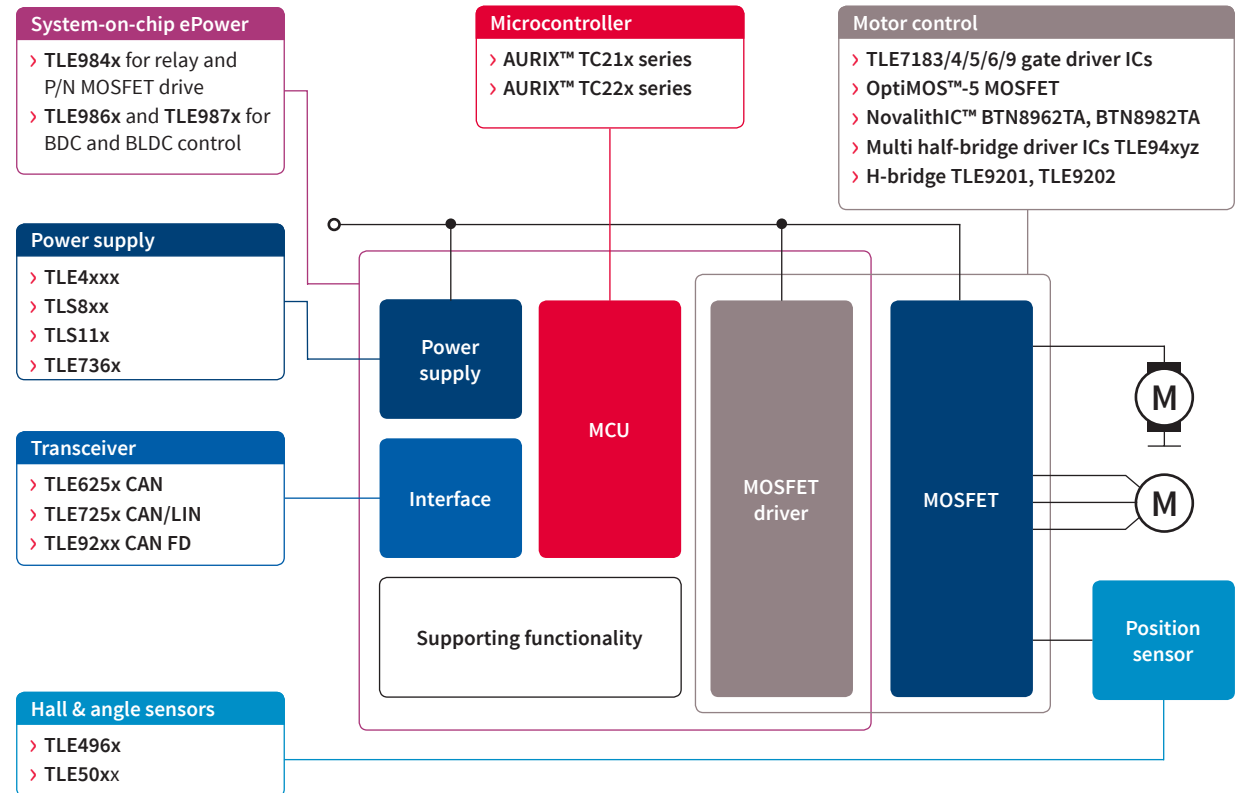 System-on-chip ePower
› TLE984x for relay and
P/N MOSFET drive
› TLE986x and TLE987x for
BDC and BLDC control
Microcontroller
› AURIX™ TC21x series
› AURIX™ TC22x series
Motor control
› TLE7183/4/5/6/9 gate driver ICs
› OptiMOS™-5 MOSFET
› NovalithIC™ BTN8962TA, BTN8982TA
› Multi half-bridge driver ICs TLE94xyz
› H-bridge TLE9201, TLE9202
Power supply
› TLE4xxx
› TLS8xx
› TLS11x
› TLE736x
Transceiver
› TLE625x CAN
› TLE725x CAN/LIN
› TLE92xx CAN FD
Hall & angle sensors
› TLE496x
› TLE50xx
Power
supply
Interface
MCU
Supporting functionality
MOSFET
driver
MOSFET
M
M
Position
sensor